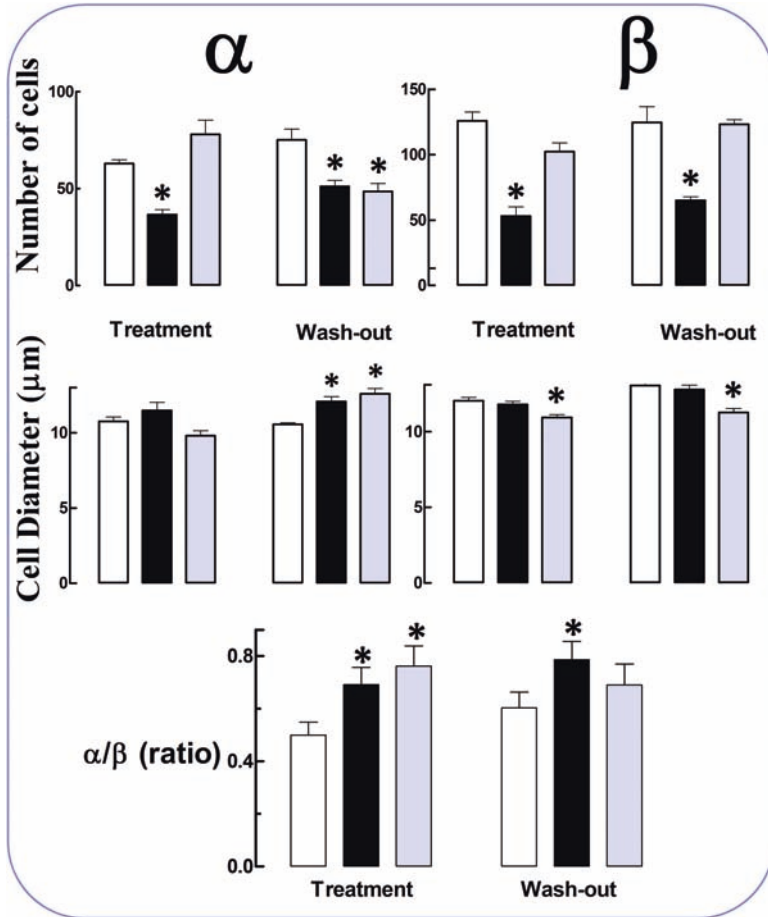 α β
Number of cells
100
50
0
* * *
150
100
50
0
* *
Treatment Wash-out Treatment Wash-out
Cell Diameter (µm)
10
5
0
* *
10
5
0
* *
α/β (ratio)
0.8
0.4
0.0
* * *
Treatment Wash-out